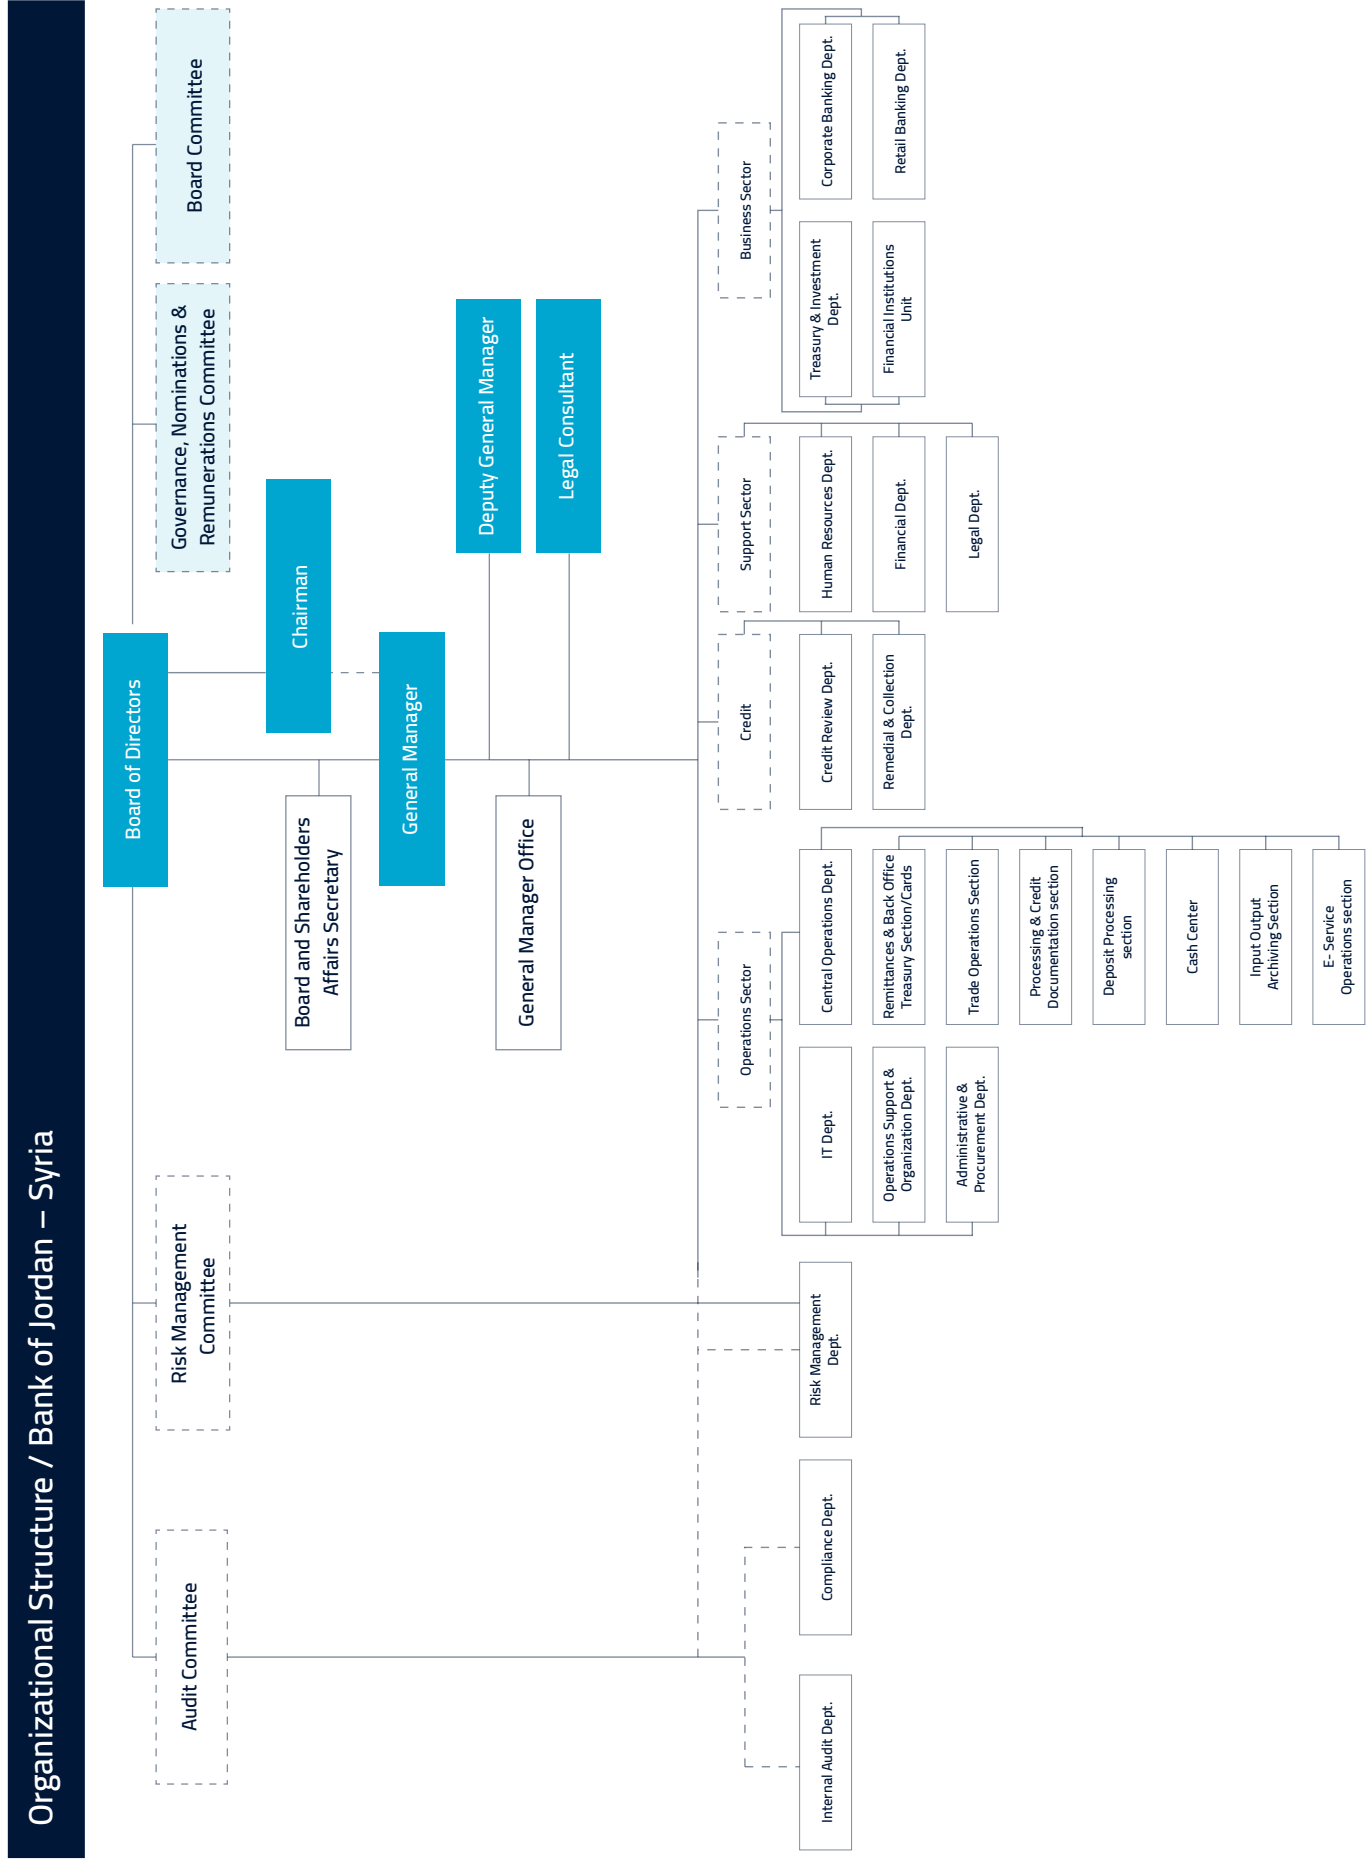 Organizational Structure / Bank of Jordan – Syria
Board of Directors
Audit Committee
Risk Management
Committee
Governance, Nominations &
Remunerations Committee
Board Committee
Chairman
Board and Shareholders
Affairs Secretary
General Manager
Deputy General Manager
General Manager Office
Legal Consultant
Operations Sector
Credit
Support Sector
Business Sector
Internal Audit Dept.
Compliance Dept.
Risk Management
Dept.
IT Dept.
Central Operations Dept.
Credit Review Dept.
Human Resources Dept.
Treasury & Investment
Dept.
Corporate Banking Dept.
Operations Support &
Organization Dept.
Remittances & Back Office
Treasury Section/Cards
Remedial & Collection
Dept.
Financial Dept.
Financial Institutions
Unit
Retail Banking Dept.
Administrative &
Procurement Dept.
Trade Operations Section
Legal Dept.
Processing & Credit
Documentation section
Deposit Processing
section
Cash Center
Input Output
Archiving Section
E- Service
Operations section